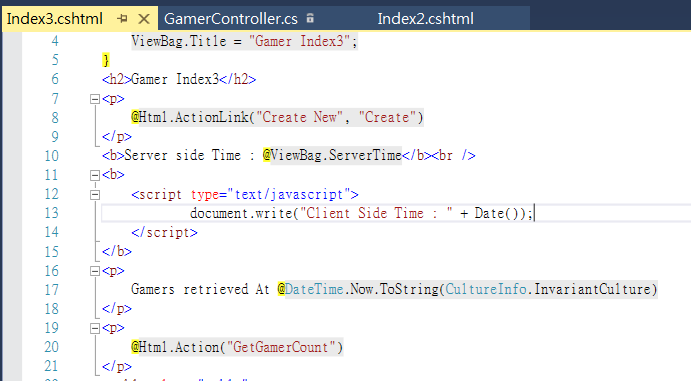 Index3.cshtml GamerController.cs Index2.cshtml
4 ViewBag.Title = "Gamer Index3";
5 }
6 <h2>Gamer Index3</h2>
7 <p>
8 @Html.ActionLink("Create New", "Create")
9 </p>
10 <b>Server side Time : @ViewBag.ServerTime</b><br />
11 <b>
12 <script type="text/javascript">
13 document.write("Client Side Time : " + Date());
14 </script>
15 </b>
16 <p>
17 Gamers retrieved At @DateTime.Now.ToString(CultureInfo.InvariantCulture)
18 </p>
19 <p>
20 @Html.Action("GetGamerCount")
21 </p>